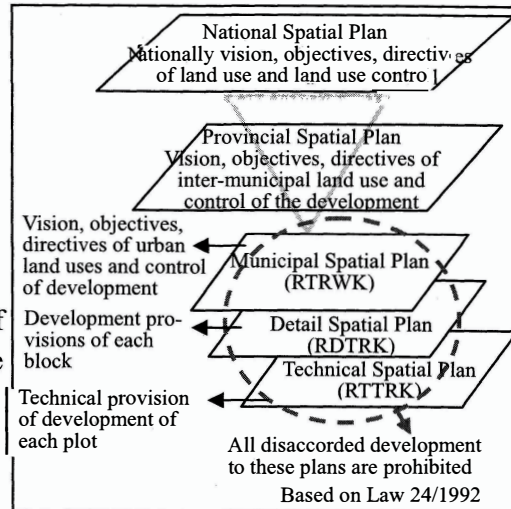 National Spatial Plan
Nationally vision, objectives, directives
of land use and land use control
Provincial Spatial Plan
Vision, objectives, directives of
inter-municipal land use and
control of the development
Vision, objectives,
directives of urban
land uses and control
of development
Municipal Spatial Plan
(RTRWK)
Development pro-
visions of each
block
Detail Spatial Plan
(RDTRK)
Technical Spatial Plan
(RTTRK)
Technical provision
of development of
each plot
All disaccorded development
to these plans are prohibited
Based on Law 24/1992